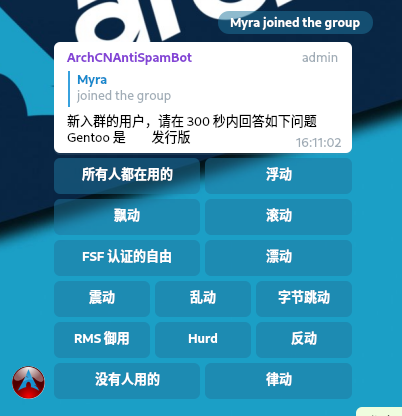 Myra joined the group
ArchCNAntiSpamBot admin
Myra
joined the group
新入群的用户，请在 300 秒内回答如下问题
Gentoo 是　　发行版
16:11:02
所有人都在用的 浮动
飘动 滚动
FSF 认证的自由 漂动
震动 乱动 字节跳动
RMS 御用 Hurd 反动
没有人用的 律动